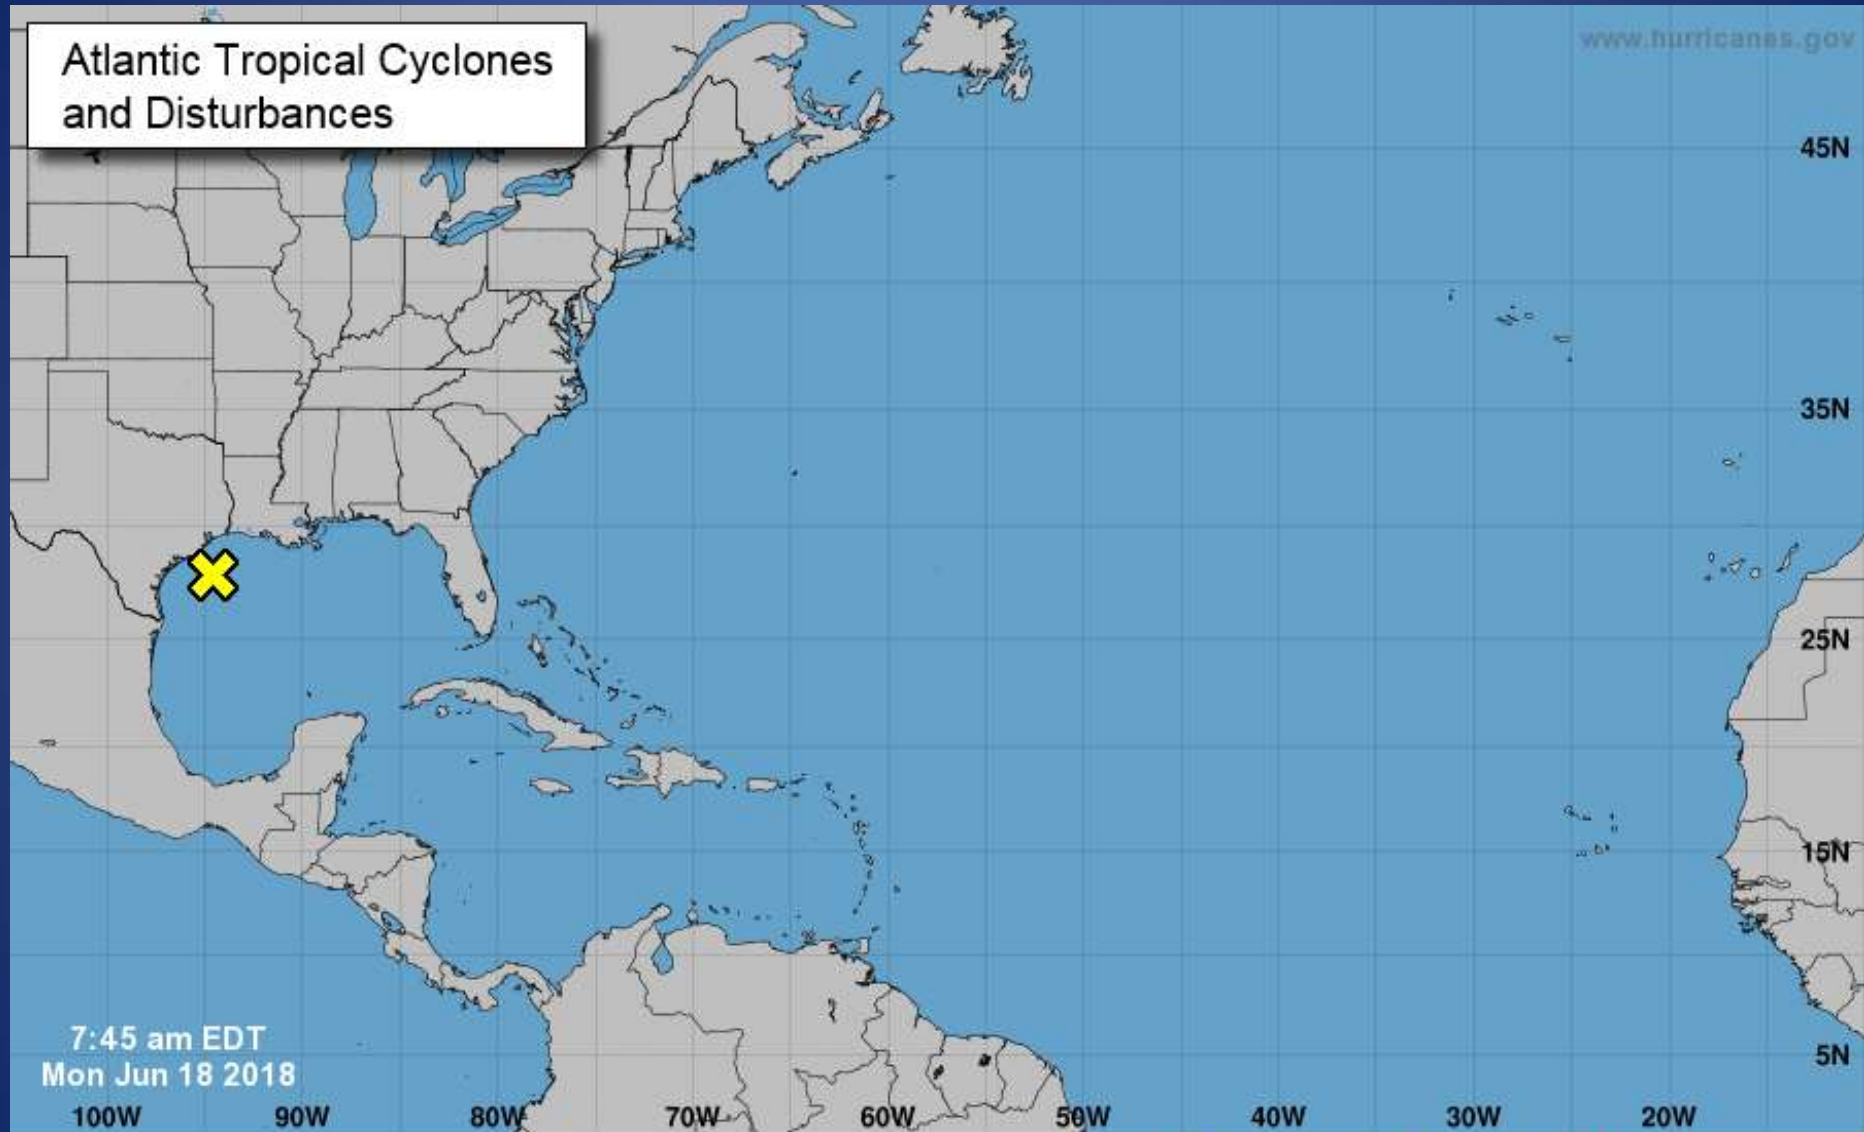 Atlantic Tropical Cyclones
and Disturbances
www.hurricanes.gov
45N
35N
25N
15N
5N
7:45 am EDT
Mon Jun 18 2018
100W 90W 80W 70W 60W 50W 40W 30W 20W